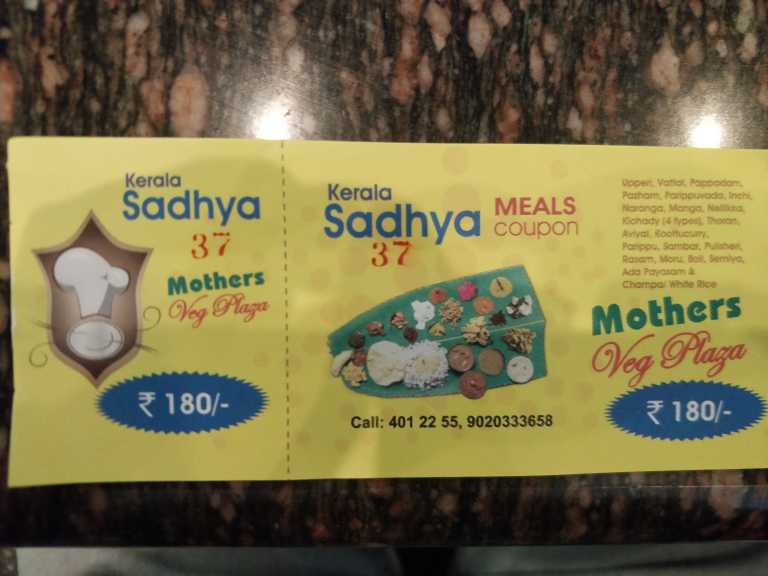 Kerala
Sadhya
37
Mothers
Veg Plaza
₹ 180/-
Kerala
Sadhya
MEALS
coupon
37
Call: 401 22 55, 9020333658
Upperi, Vattal, Pappadam,
Pazham, Parippuvada, Inchi,
Naranga, Manga, Nellikka,
Kichady (4 types), Thoran,
Aviyal, Koottucurry,
Parippu, Sambar, Pulisheri,
Rasam, Moru, Boli, Semiya,
Ada Payasam &
Champa/ White Rice
Mothers
Veg Plaza
₹ 180/-